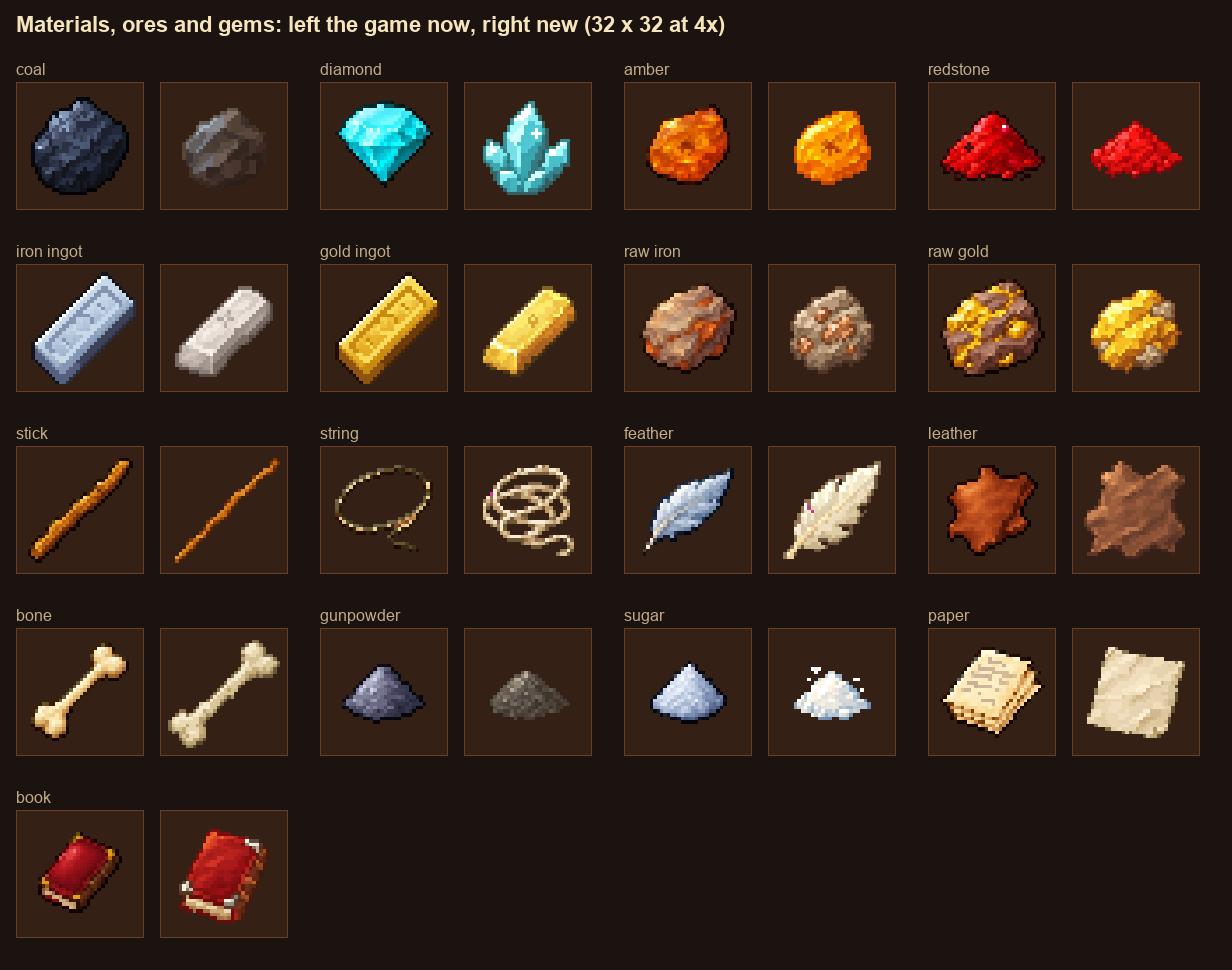 Materials, ores and gems: left the game now, right new (32 x 32 at 4x)
coal
diamond
amber
redstone
iron ingot
gold ingot
raw iron
raw gold
stick
string
feather
leather
bone
gunpowder
sugar
paper
book